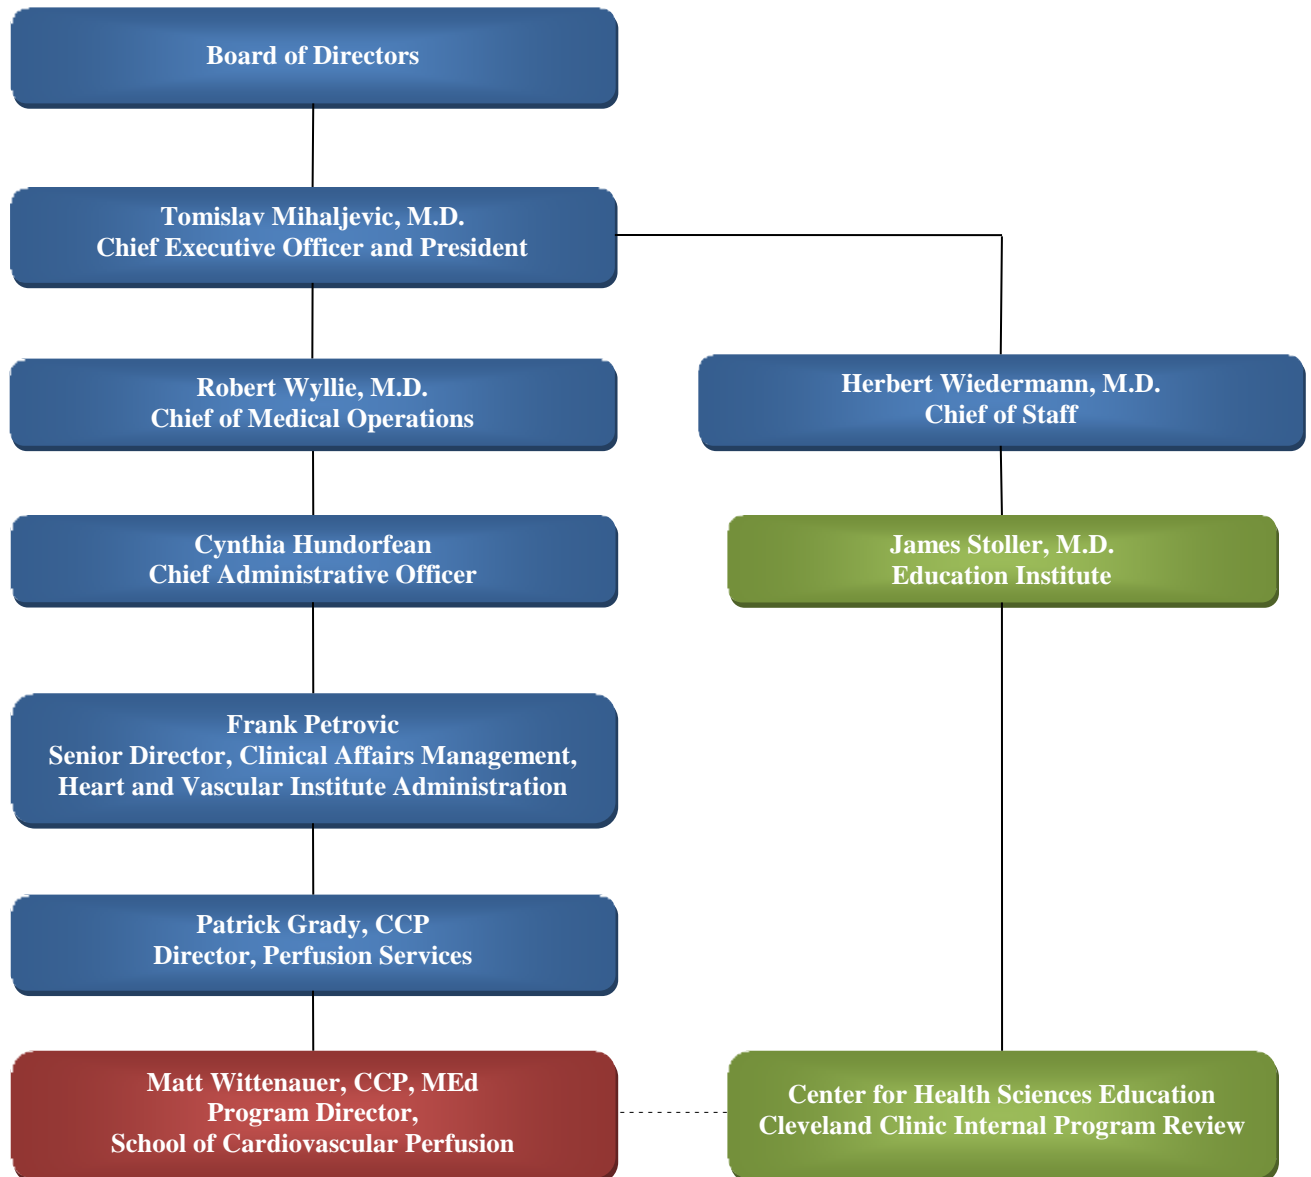 Board of Directors
Tomislav Mihaljevic, M.D.
Chief Executive Officer and President
Robert Wyllie, M.D.
Chief of Medical Operations
Herbert Wiedermann, M.D.
Chief of Staff
Cynthia Hundorfean
Chief Administrative Officer
James Stoller, M.D.
Education Institute
Frank Petrovic
Senior Director, Clinical Affairs Management,
Heart and Vascular Institute Administration
Patrick Grady, CCP
Director, Perfusion Services
Matt Wittenauer, CCP, MEd
Program Director,
School of Cardiovascular Perfusion
Center for Health Sciences Education
Cleveland Clinic Internal Program Review